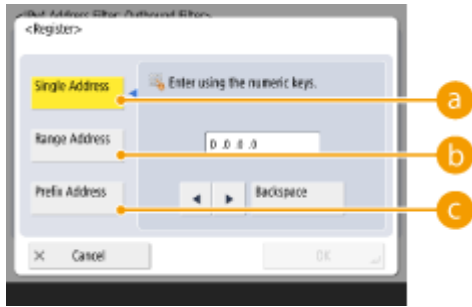 <IPv4 Address Filter: Outbound Filter>
<Register>
Single Address
Enter using the numeric keys.
a
Range Address
0 .0 .0 .0
b
Prefix Address
◀ ▶ Backspace
c
× Cancel
OK